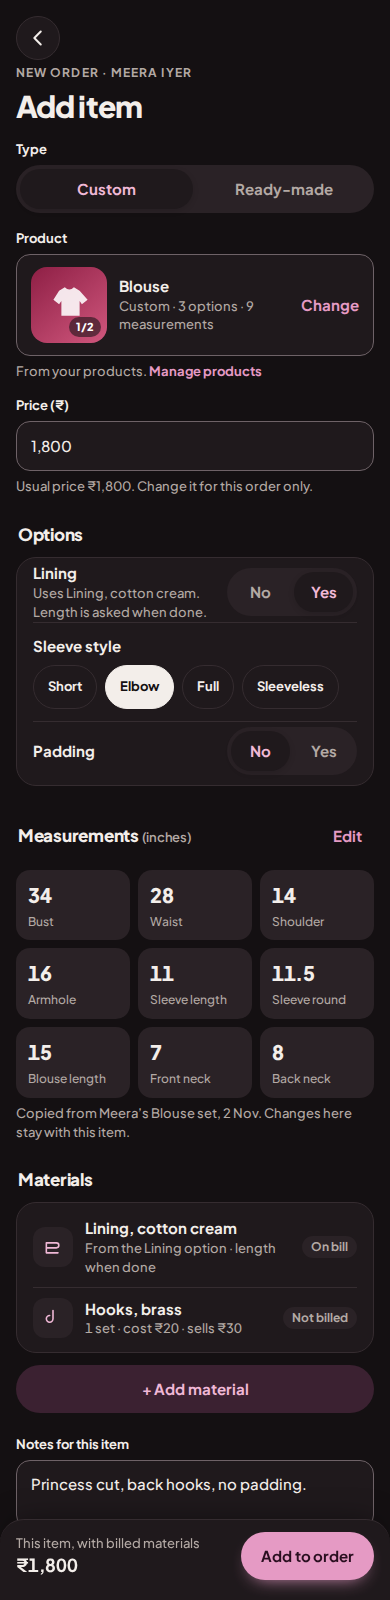 NEW ORDER · MEERA IYER
Add item
Type
Custom
Ready-made
Product
1/2
Blouse
Custom · 3 options · 9
measurements
Change
From your products. Manage products
Price (₹)
1,800
Usual price ₹1,800. Change it for this order only.
Options
Lining
Uses Lining, cotton cream.
Length is asked when done.
No
Yes
Sleeve style
Short
Elbow
Full
Sleeveless
Padding
No
Yes
Measurements (inches)
Edit
34
28
14
Bust
Waist
Shoulder
16
11
11.5
Armhole
Sleeve length
Sleeve round
15
7
8
Blouse length
Front neck
Back neck
Copied from Meera's Blouse set, 2 Nov. Changes here
stay with this item.
Materials
Lining, cotton cream
From the Lining option · length
when done
On bill
Hooks, brass
1 set · cost ₹20 · sells ₹30
Not billed
+ Add material
Notes for this item
Princess cut, back hooks, no padding.
This item, with billed materials
₹1,800
Add to order